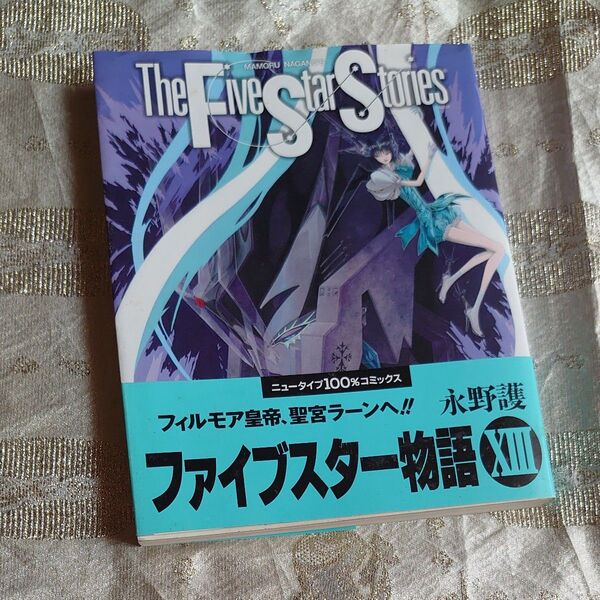 MAMORU NAGANO
The Five Star Stories
ニュータイプ100%コミックス
フィルモア皇帝、聖宮ラーンへ!!
永野護
ファイブスター物語
XIII